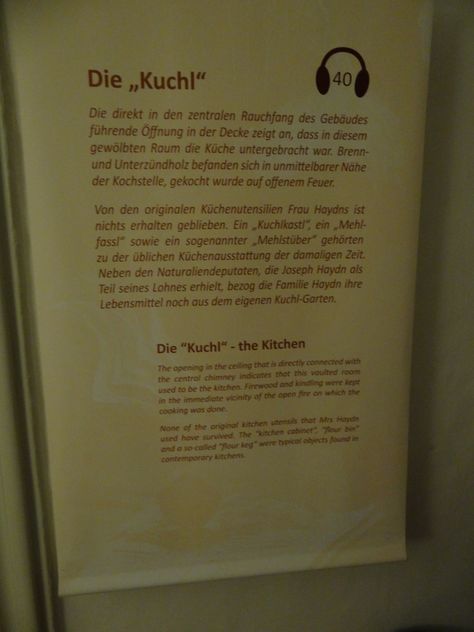 Die „Kuchl“
40
Die direkt in den zentralen Rauchfang des Gebäudes
führende Öffnung in der Decke zeigt an, dass in diesem
gewölbten Raum die Küche untergebracht war. Brenn-
und Unterzündholz befanden sich in unmittelbarer Nähe
der Kochstelle, gekocht wurde auf offenem Feuer.
Von den originalen Küchenutensilien Frau Haydns ist
nichts erhalten geblieben. Ein „Kuchlkastl“, ein „Mehl-
fassl“ sowie ein sogenannter „Mehlstüber“ gehörten
zu der üblichen Küchenausstattung der damaligen Zeit.
Neben den Naturaliendeputaten, die Joseph Haydn als
Teil seines Lohnes erhielt, bezog die Familie Haydn ihre
Lebensmittel noch aus dem eigenen Kuchl-Garten.
Die “Kuchl“ - the Kitchen
The opening in the ceiling that is directly connected with
the central chimney indicates that this vaulted room
used to be the kitchen. Firewood and kindling were kept
in the immediate vicinity of the open fire on which the
cooking was done.
None of the original kitchen utensils that Mrs Haydn
used have survived. The “kitchen cabinet”, “flour bin”
and a so-called “flour keg” were typical objects found in
contemporary kitchens.